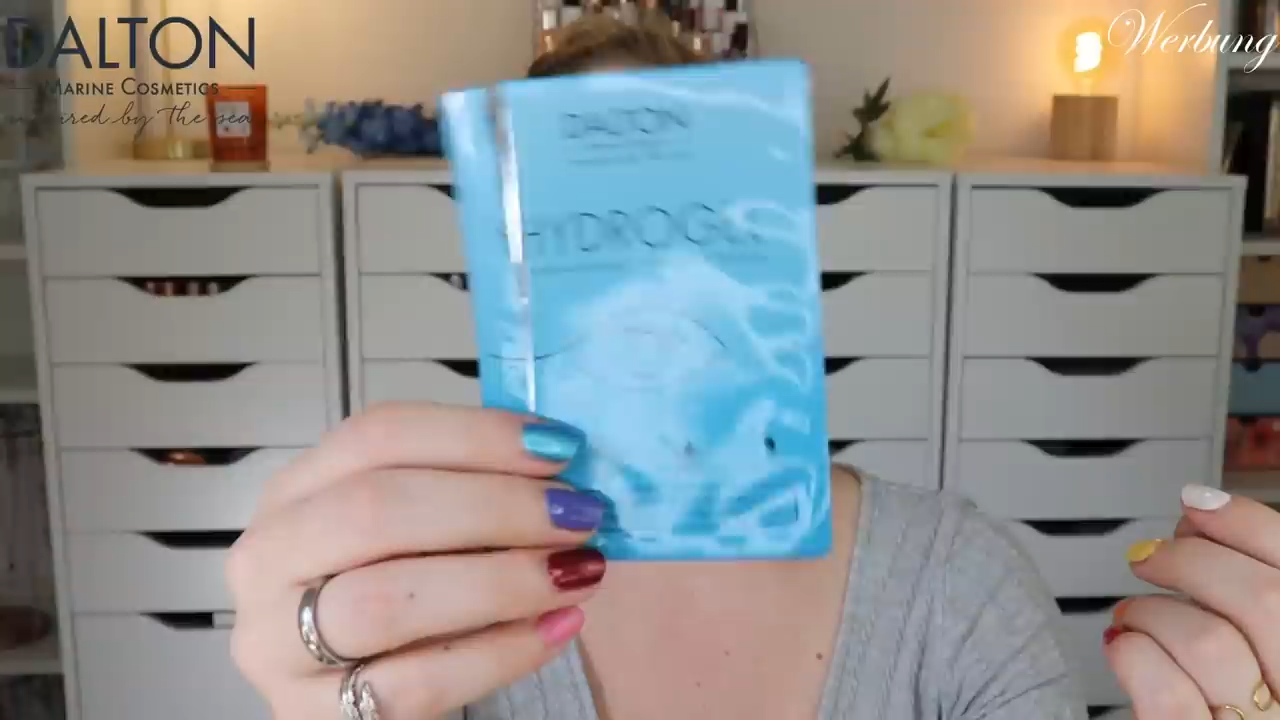 DALTON
MARINE COSMETICS
inspired by the sea
Werbung
DALTON
HYDROGEL